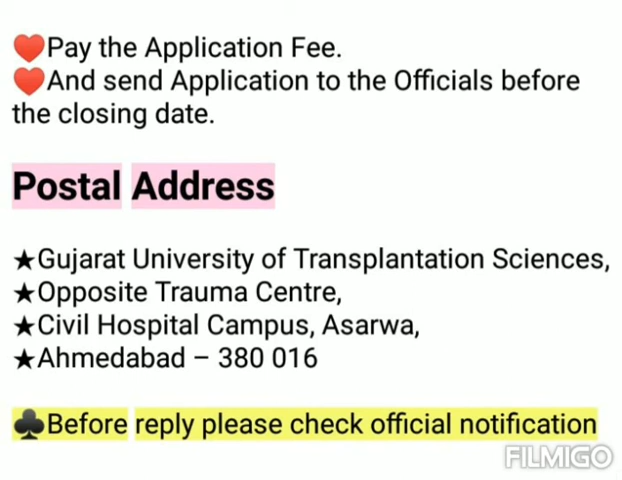 ♥Pay the Application Fee.
♥And send Application to the Officials before
the closing date.
Postal Address
★Gujarat University of Transplantation Sciences,
★Opposite Trauma Centre,
★Civil Hospital Campus, Asarwa,
★Ahmedabad – 380 016
♣Before reply please check official notification
FILMIGO